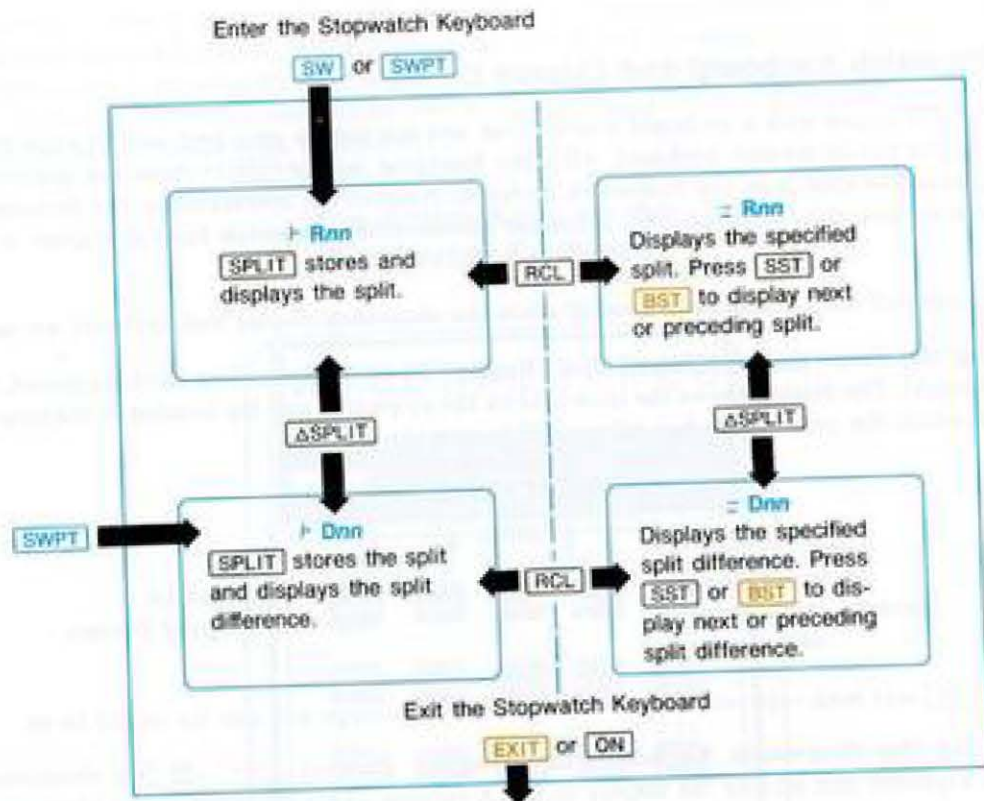 Enter the Stopwatch Keyboard
SW or SWPT
⊦ Rnn
SPLIT stores and
displays the split.
RCL
= Rnn
Displays the specified
split. Press SST or
BST to display next
or preceding split.
ΔSPLIT
ΔSPLIT
SWPT
⊦ Dnn
SPLIT stores the split
and displays the split
difference.
RCL
= Dnn
Displays the specified
split difference. Press
SST or BST to dis-
play next or preceding
split difference.
Exit the Stopwatch Keyboard
EXIT or ON